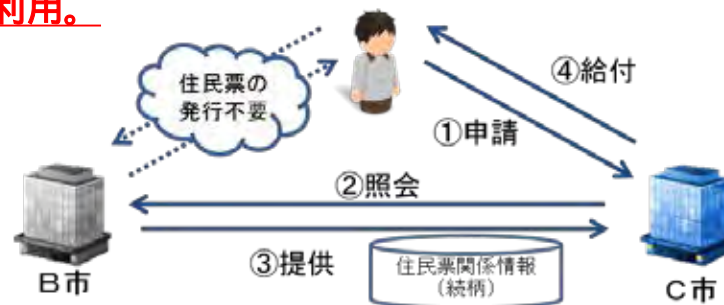 利用。
住民票の
発行不要
④給付
①申請
②照会
③提供
住民票関係情報
(続柄)
B市
C市